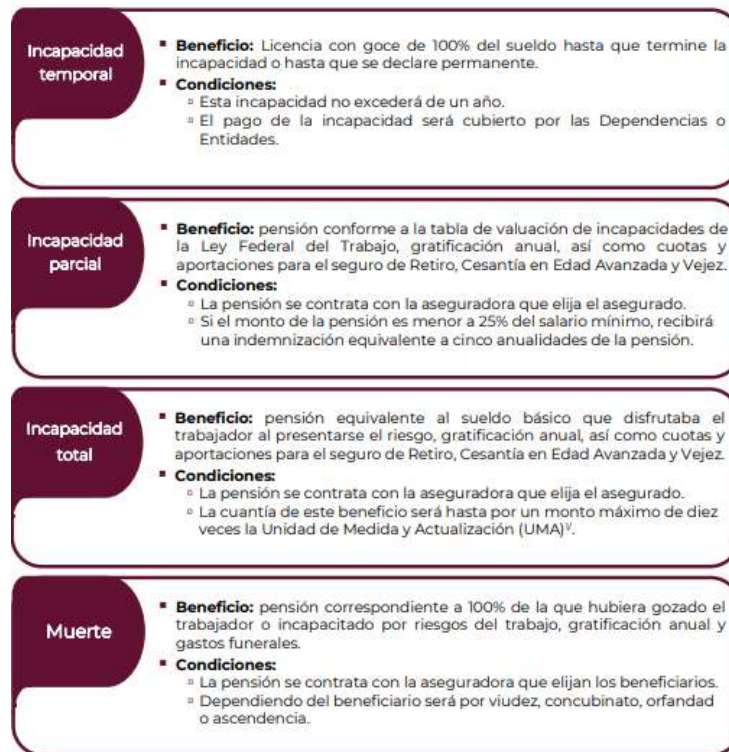 Incapacidad
temporal
▪ Beneficio: Licencia con goce de 100% del sueldo hasta que termine la
incapacidad o hasta que se declare permanente.
▪ Condiciones:
▫ Esta incapacidad no excederá de un año.
▫ El pago de la incapacidad será cubierto por las Dependencias o
Entidades.
Incapacidad
parcial
▪ Beneficio: pensión conforme a la tabla de valuación de incapacidades de
la Ley Federal del Trabajo, gratificación anual, así como cuotas y
aportaciones para el seguro de Retiro, Cesantía en Edad Avanzada y Vejez.
▪ Condiciones:
▫ La pensión se contrata con la aseguradora que elija el asegurado.
▫ Si el monto de la pensión es menor a 25% del salario mínimo, recibirá
una indemnización equivalente a cinco anualidades de la pensión.
Incapacidad
total
▪ Beneficio: pensión equivalente al sueldo básico que disfrutaba el
trabajador al presentarse el riesgo, gratificación anual, así como cuotas y
aportaciones para el seguro de Retiro, Cesantía en Edad Avanzada y Vejez.
▪ Condiciones:
▫ La pensión se contrata con la aseguradora que elija el asegurado.
▫ La cuantía de este beneficio será hasta por un monto máximo de diez
veces la Unidad de Medida y Actualización (UMA)¹⁄.
Muerte
▪ Beneficio: pensión correspondiente a 100% de la que hubiera gozado el
trabajador o incapacitado por riesgos del trabajo, gratificación anual y
gastos funerales.
▪ Condiciones:
▫ La pensión se contrata con la aseguradora que elijan los beneficiarios.
▫ Dependiendo del beneficiario será por viudez, concubinato, orfandad
o ascendencia.